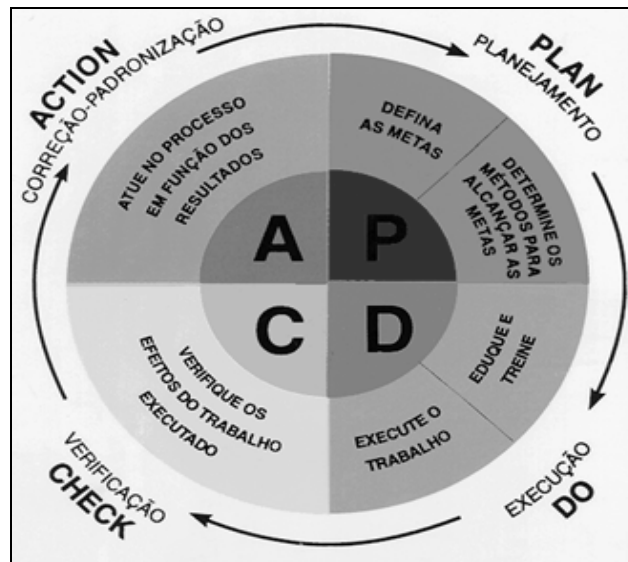 ACTION
CORREÇÃO-PADRONIZAÇÃO
PLAN
PLANEJAMENTO
ATUE NO PROCESSO
EM FUNÇÃO DOS
RESULTADOS
DEFINA
AS METAS
DETERMINE OS
MÉTODOS PARA
ALCANÇAR AS
METAS
A
P
C
D
VERIFIQUE OS
EFEITOS DO TRABALHO
EXECUTADO
EDUQUE E
TREINE
EXECUTE O
TRABALHO
VERIFICAÇÃO
CHECK
EXECUÇÃO
DO